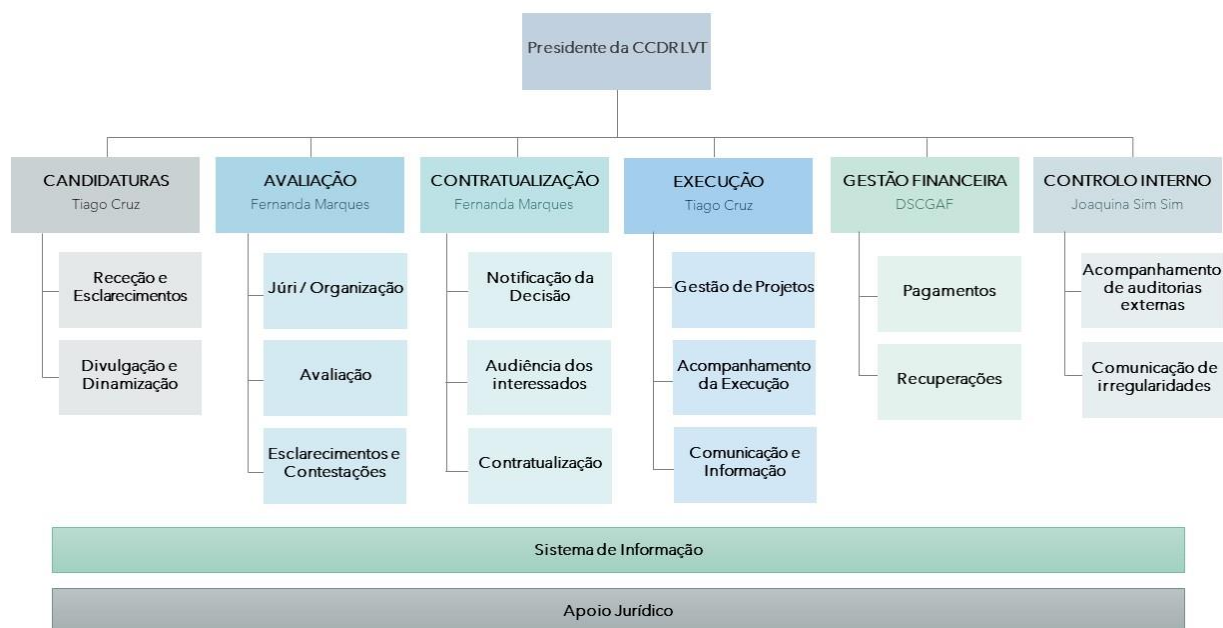 Presidente da CCDR LVT
CANDIDATURAS
Tiago Cruz
AVALIAÇÃO
Fernanda Marques
CONTRATUALIZAÇÃO
Fernanda Marques
EXECUÇÃO
Tiago Cruz
GESTÃO FINANCEIRA
DSCGAF
CONTROLO INTERNO
Joaquina Sim Sim
Receção e
Esclarecimentos
Divulgação e
Dinamização
Júri / Organização
Avaliação
Esclarecimentos e
Contestações
Notificação da
Decisão
Audiência dos
interessados
Contratualização
Gestão de Projetos
Acompanhamento
da Execução
Comunicação e
Informação
Pagamentos
Recuperações
Acompanhamento
de auditorias
externas
Comunicação de
irregularidades
Sistema de Informação
Apoio Jurídico